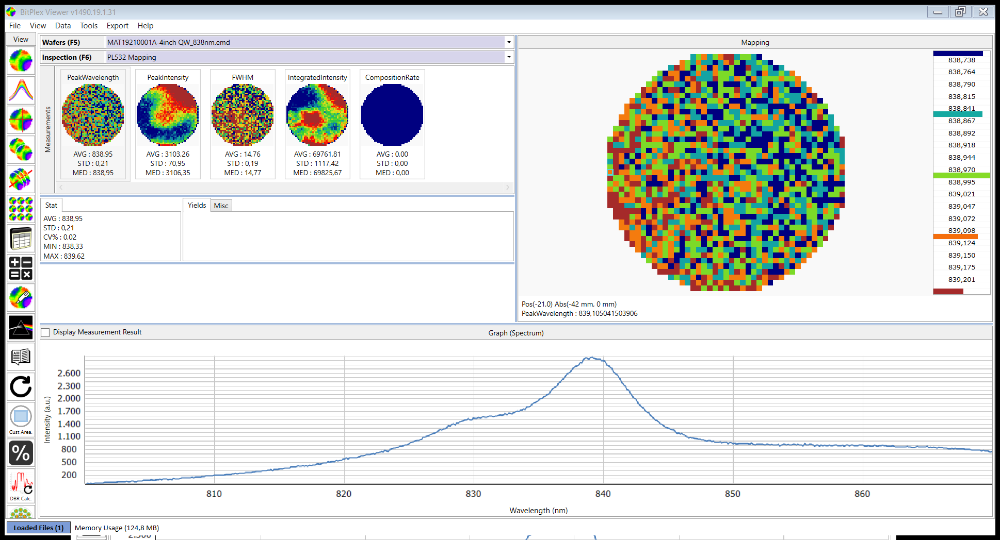 BitPlex Viewer v1490.19.1.31
File View Data Tools Export Help
View
Wafers (F5) MAT19210001A-4inch QW_838nm.emd
Inspection (F6) PL532 Mapping
Measurements
PeakWavelength
AVG : 838,95
STD : 0,21
MED : 838,95
PeakIntensity
AVG : 3103,26
STD : 70,95
MED : 3106,35
FWHM
AVG : 14,76
STD : 0,19
MED : 14,77
IntegratedIntensity
AVG : 69761,81
STD : 1117,42
MED : 69825,67
CompositionRate
AVG : 0,00
STD : 0,00
MED : 0,00
Stat
AVG : 838,95
STD : 0,21
CV% : 0,02
MIN : 838,33
MAX : 839,62
Yields Misc
Mapping
838,738
838,764
838,790
838,815
838,841
838,867
838,892
838,918
838,944
838,970
838,995
839,021
839,047
839,072
839,098
839,124
839,150
839,175
839,201
Pos(-21,0) Abs(-42 mm, 0 mm)
PeakWavelength : 839,105041503906
Display Measurement Result
Graph (Spectrum)
Intensity (a.u.)
2.600
2.300
2.000
1.700
1.400
1.100
800
500
200
810 820 830 840 850 860
Wavelength (nm)
Cust Area.
%
DBR Calc.
Loaded Files (1) Memory Usage (124,8 MB)